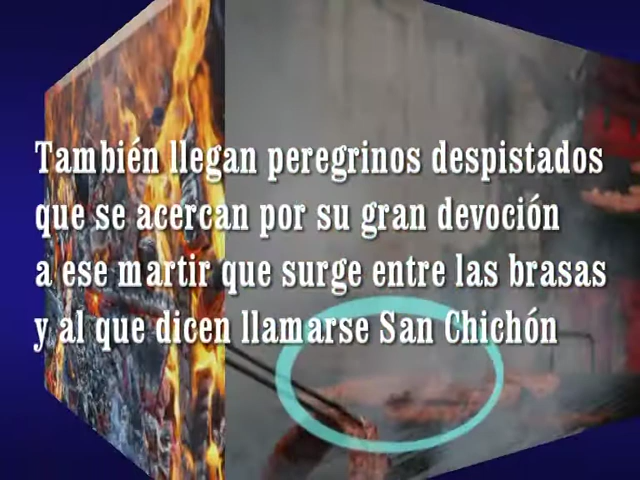 También llegan peregrinos despistados
que se acercan por su gran devoción
a ese martir que surge entre las brasas
y al que dicen llamarse San Chichón